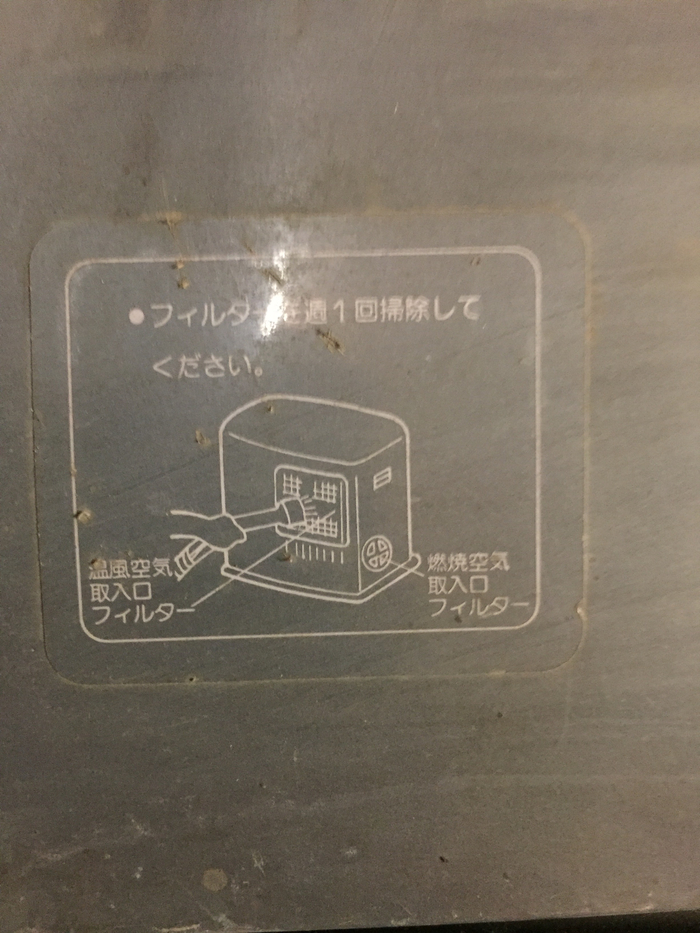 ●フィルターを週1回掃除して
ください。
温風空気
取入口
フィルター
燃焼空気
取入口
フィルター